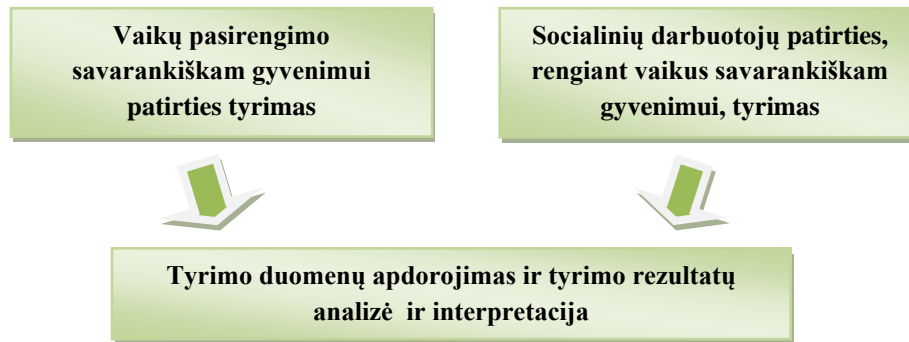 Vaikų pasirengimo
savarankiškam gyvenimui
patirties tyrimas
Socialinių darbuotojų patirties,
rengiant vaikus savarankiškam
gyvenimui, tyrimas
Tyrimo duomenų apdorojimas ir tyrimo rezultatų
analizė ir interpretacija